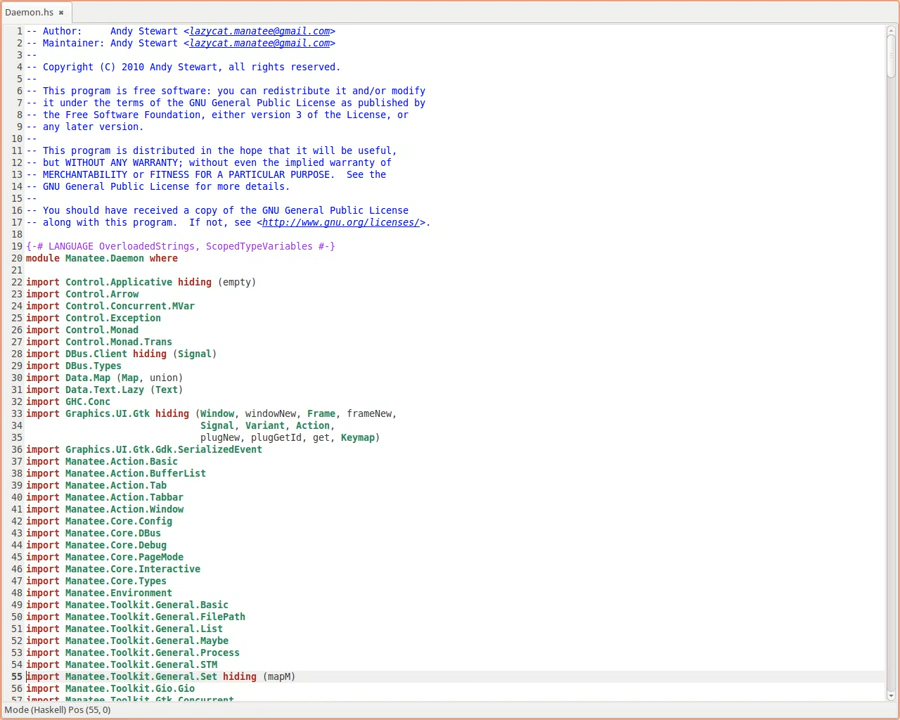 Daemon.hs ×
1 -- Author:     Andy Stewart <lazycat.manatee@gmail.com>
2 -- Maintainer: Andy Stewart <lazycat.manatee@gmail.com>
3 --
4 -- Copyright (C) 2010 Andy Stewart, all rights reserved.
5 --
6 -- This program is free software: you can redistribute it and/or modify
7 -- it under the terms of the GNU General Public License as published by
8 -- the Free Software Foundation, either version 3 of the License, or
9 -- any later version.
10 --
11 -- This program is distributed in the hope that it will be useful,
12 -- but WITHOUT ANY WARRANTY; without even the implied warranty of
13 -- MERCHANTABILITY or FITNESS FOR A PARTICULAR PURPOSE.  See the
14 -- GNU General Public License for more details.
15 --
16 -- You should have received a copy of the GNU General Public License
17 -- along with this program.  If not, see <http://www.gnu.org/licenses/>.
18
19 {-# LANGUAGE OverloadedStrings, ScopedTypeVariables #-}
20 module Manatee.Daemon where
21
22 import Control.Applicative hiding (empty)
23 import Control.Arrow
24 import Control.Concurrent.MVar
25 import Control.Exception
26 import Control.Monad
27 import Control.Monad.Trans
28 import DBus.Client hiding (Signal)
29 import DBus.Types
30 import Data.Map (Map, union)
31 import Data.Text.Lazy (Text)
32 import GHC.Conc
33 import Graphics.UI.Gtk hiding (Window, windowNew, Frame, frameNew,
34                                Signal, Variant, Action,
35                                plugNew, plugGetId, get, Keymap)
36 import Graphics.UI.Gtk.Gdk.SerializedEvent
37 import Manatee.Action.Basic
38 import Manatee.Action.BufferList
39 import Manatee.Action.Tab
40 import Manatee.Action.Tabbar
41 import Manatee.Action.Window
42 import Manatee.Core.Config
43 import Manatee.Core.DBus
44 import Manatee.Core.Debug
45 import Manatee.Core.PageMode
46 import Manatee.Core.Interactive
47 import Manatee.Core.Types
48 import Manatee.Environment
49 import Manatee.Toolkit.General.Basic
50 import Manatee.Toolkit.General.FilePath
51 import Manatee.Toolkit.General.List
52 import Manatee.Toolkit.General.Maybe
53 import Manatee.Toolkit.General.Process
54 import Manatee.Toolkit.General.STM
55 import Manatee.Toolkit.General.Set hiding (mapM)
56 import Manatee.Toolkit.Gio.Gio
57 import Manatee.Toolkit.Gtk.Concurrent
Mode (Haskell) Pos (55, 0)